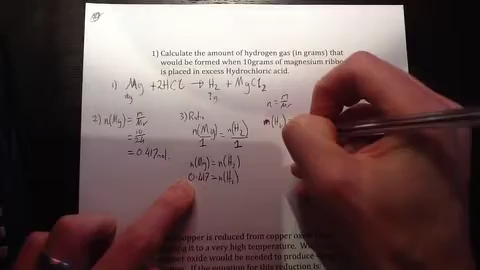 1) Calculate the amount of hydrogen gas (in grams) that
would be formed when 10grams of magnesium ribbo
is placed in excess Hydrochloric acid.
1) Mg + 2HCl → H₂ + MgCl₂
n = m/Mr
2) n(Mg) = m/Mr
= 10/24
= 0.417mol.
3) Ratio
n(Mg)/1 = n(H₂)/1
n(Mg) = n(H₂)
0.417 = n(H₂)
m(H₂)
copper is reduced from copper oxide
it to a very high temperature.
pper oxide would be needed to produce
If the equation for this reduction is: